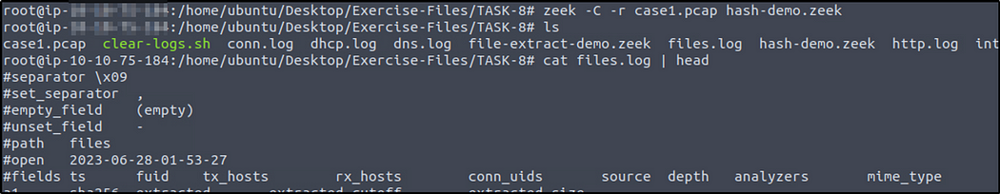 root@ip- :/home/ubuntu/Desktop/Exercise-Files/TASK-8# zeek -C -r case1.pcap hash-demo.zeek
root@ip- :/home/ubuntu/Desktop/Exercise-Files/TASK-8# ls
case1.pcap clear-logs.sh conn.log dhcp.log dns.log file-extract-demo.zeek files.log hash-demo.zeek http.log int
root@ip-10-10-75-184:/home/ubuntu/Desktop/Exercise-Files/TASK-8# cat files.log | head
#separator \x09
#set_separator ,
#empty_field (empty)
#unset_field -
#path files
#open 2023-06-28-01-53-27
#fields ts fuid tx_hosts rx_hosts conn_uids source depth analyzers mime_type
sha256 extracted extracted_cutoff extracted_size